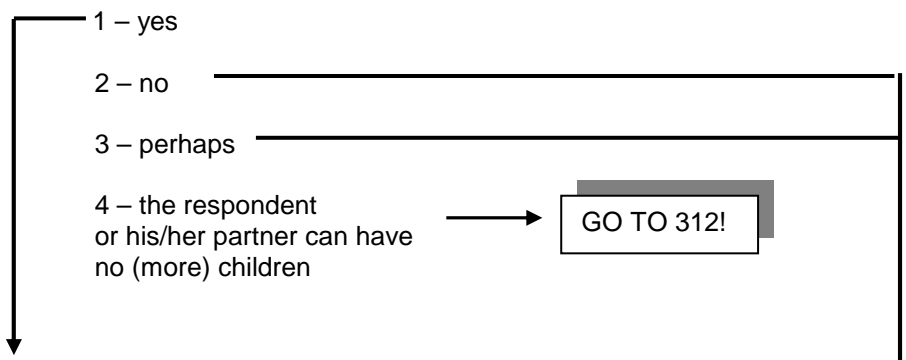 1 – yes
2 – no
3 – perhaps
4 – the respondent
or his/her partner can have
no (more) children
GO TO 312!